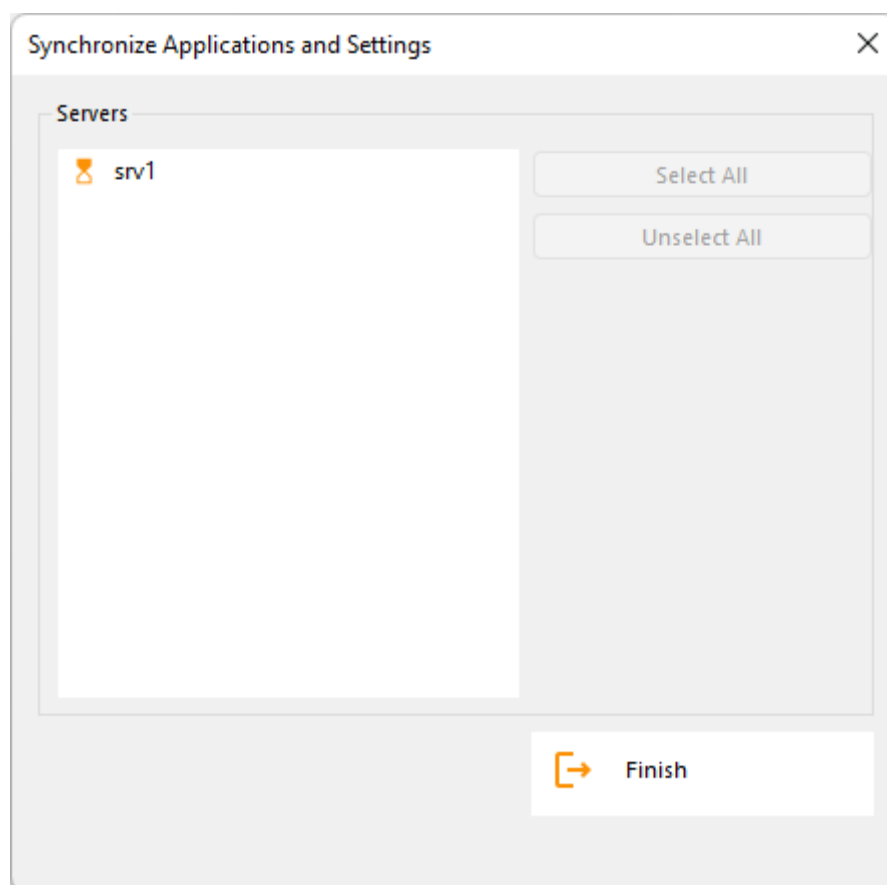 Synchronize Applications and Settings
Servers
srv1
Select All
Unselect All
Finish